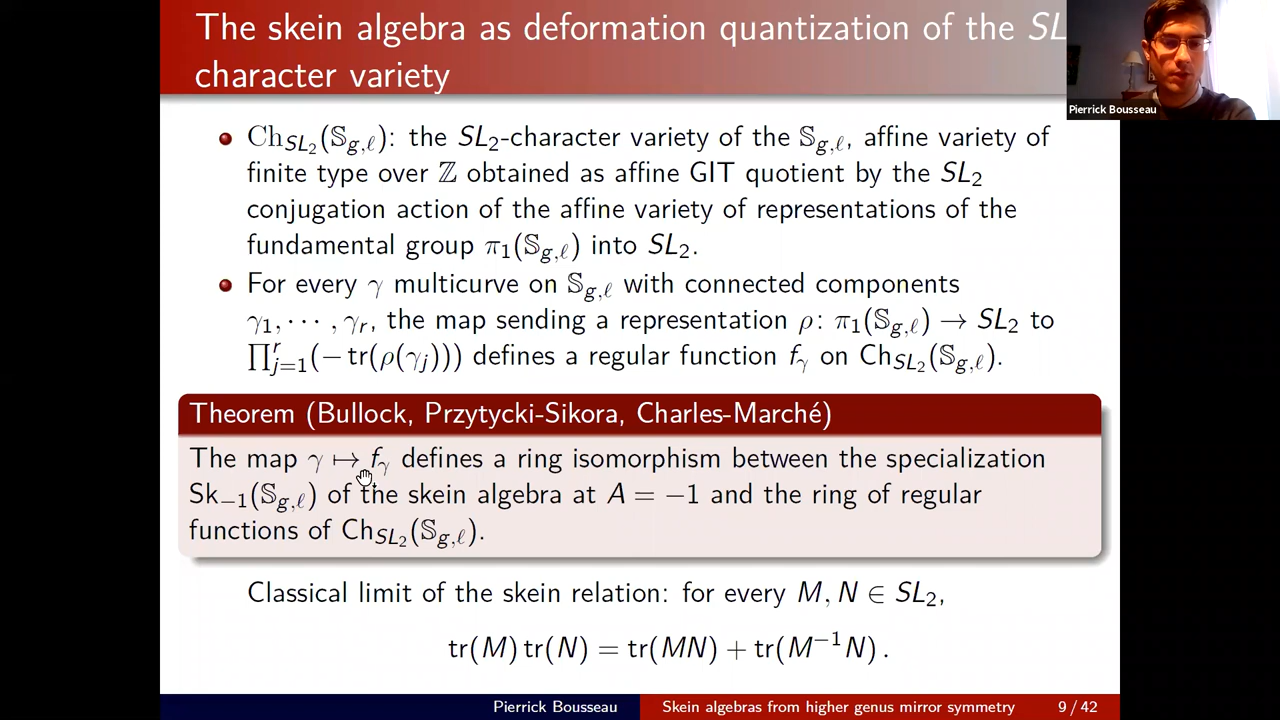 The skein algebra as deformation quantization of the SL
character variety
Pierrick Bousseau
• Ch_{SL_2}(𝕊_{g,ℓ}): the SL_2-character variety of the 𝕊_{g,ℓ}, affine variety of
finite type over ℤ obtained as affine GIT quotient by the SL_2
conjugation action of the affine variety of representations of the
fundamental group π_1(𝕊_{g,ℓ}) into SL_2.
• For every γ multicurve on 𝕊_{g,ℓ} with connected components
γ_1, ⋯ , γ_r, the map sending a representation ρ: π_1(𝕊_{g,ℓ}) → SL_2 to
∏_{j=1}^r(− tr(ρ(γ_j))) defines a regular function f_γ on Ch_{SL_2}(𝕊_{g,ℓ}).
Theorem (Bullock, Przytycki-Sikora, Charles-Marché)
The map γ ↦ f_γ defines a ring isomorphism between the specialization
Sk_{−1}(𝕊_{g,ℓ}) of the skein algebra at A = −1 and the ring of regular
functions of Ch_{SL_2}(𝕊_{g,ℓ}).
Classical limit of the skein relation: for every M, N ∈ SL_2,
tr(M) tr(N) = tr(MN) + tr(M^{−1}N) .
Pierrick Bousseau Skein algebras from higher genus mirror symmetry 9 / 42